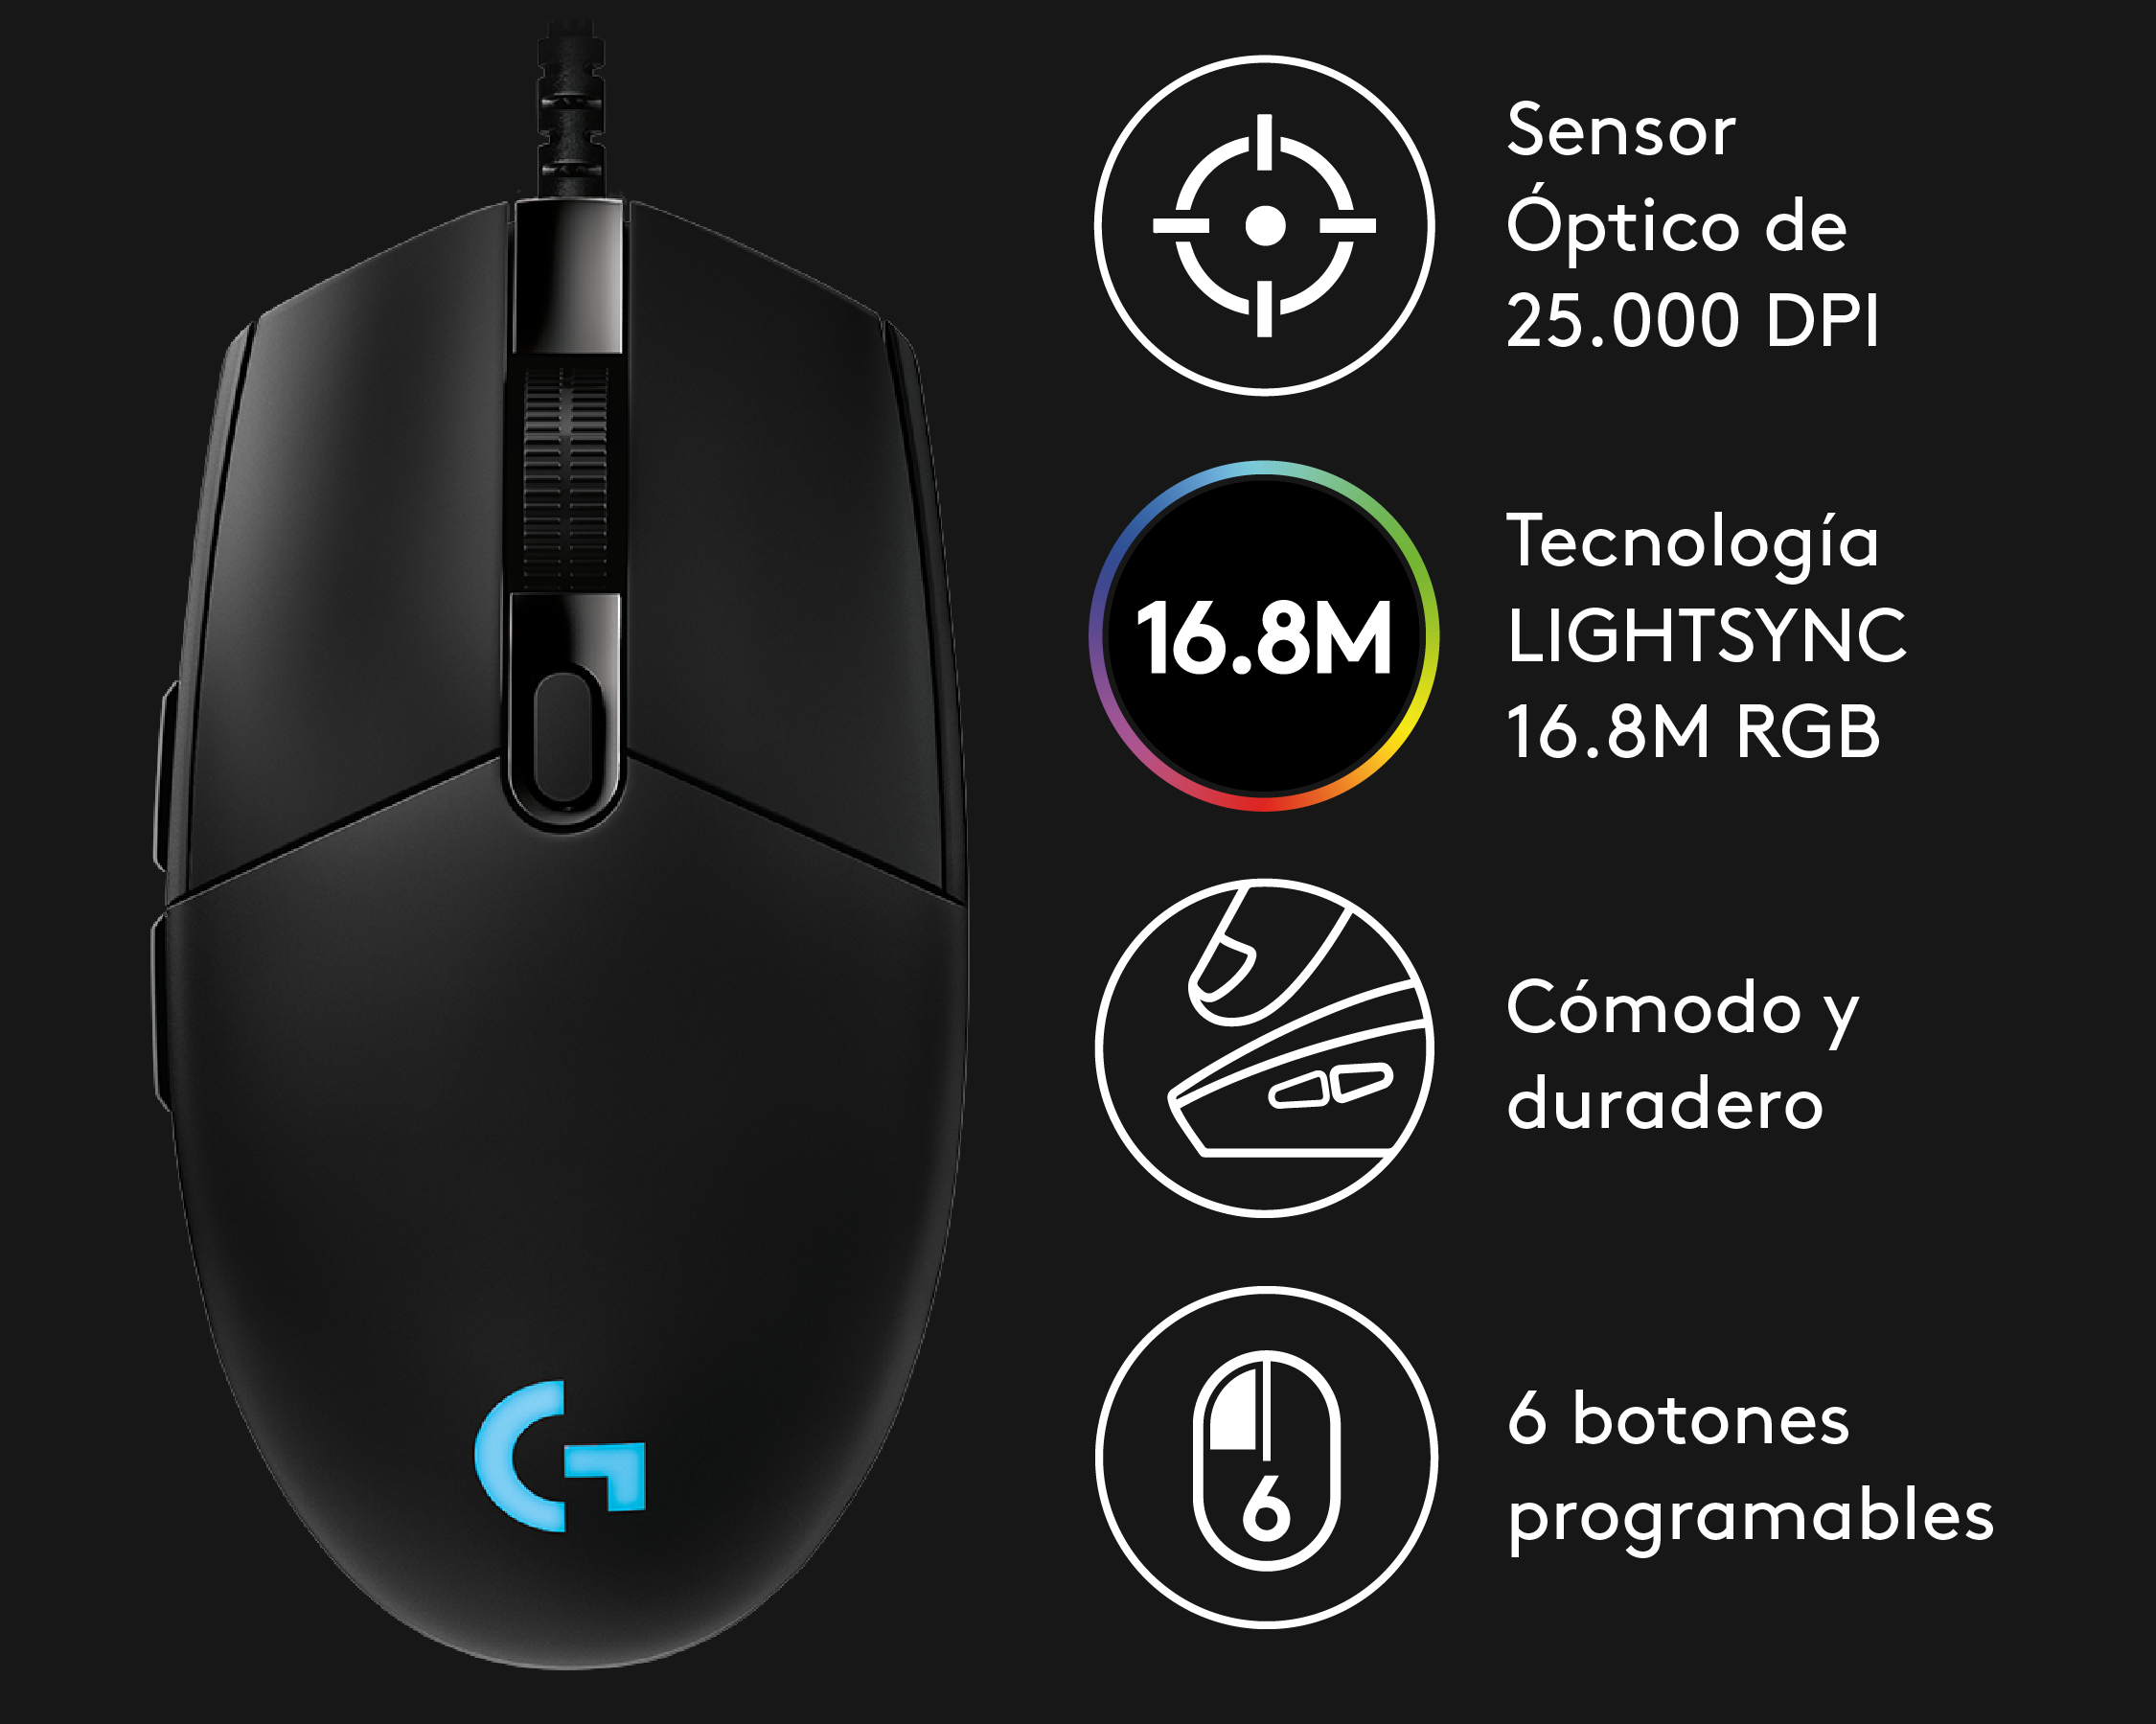 Sensor
Óptico de
25.000 DPI
16.8M
Tecnología
LIGHTSYNC
16.8M RGB
Cómodo y
duradero
6
6 botones
programables
G